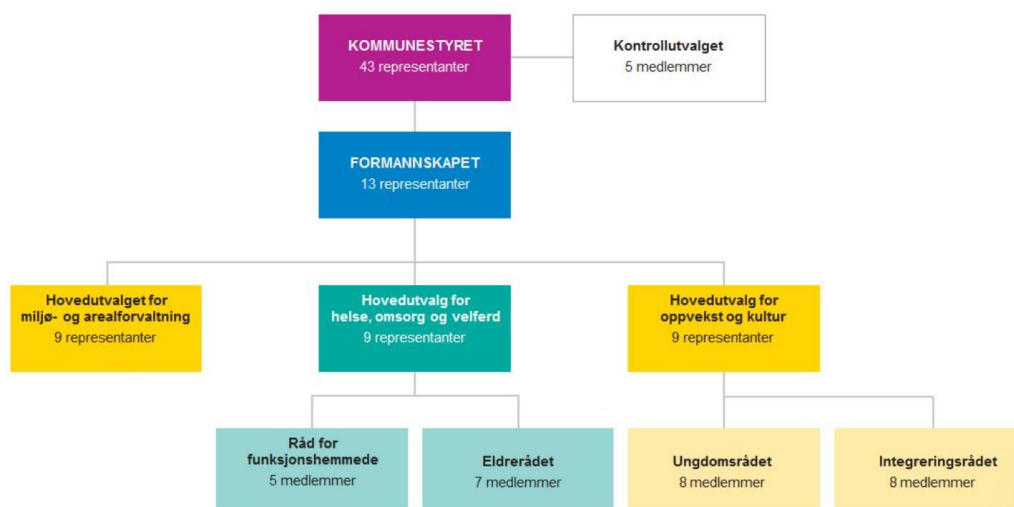 KOMMUNESTYRET
43 representanter
Kontrollutvalget
5 medlemmer
FORMANNSKAPET
13 representanter
Hovedutvalget for
miljø- og arealforvaltning
9 representanter
Hovedutvalg for
helse, omsorg og velferd
9 representanter
Hovedutvalg for
oppvekst og kultur
9 representanter
Råd for
funksjonshemmede
5 medlemmer
Eldrerådet
7 medlemmer
Ungdomsrådet
8 medlemmer
Integreringsrådet
8 medlemmer